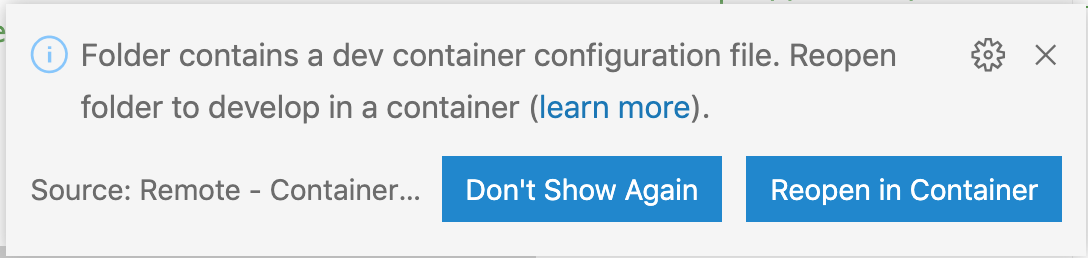 Folder contains a dev container configuration file. Reopen
folder to develop in a container (learn more).
Source: Remote - Container...
Don't Show Again
Reopen in Container